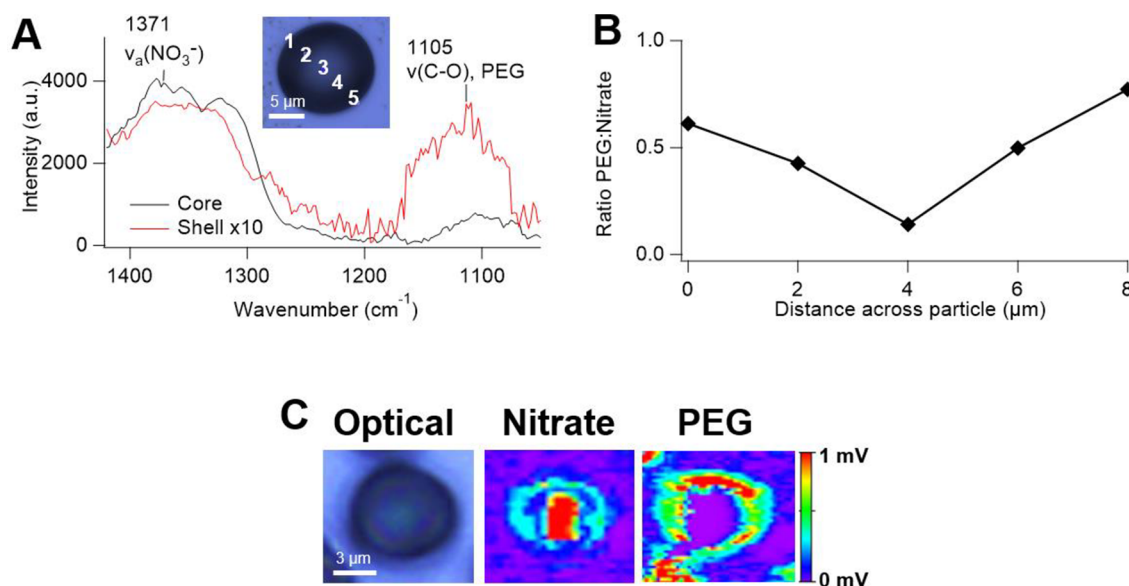 A
1371
νa(NO3⁻)
1
2
3
4
5
5 µm
1105
ν(C-O), PEG
Intensity (a.u.)
4000
2000
0
Core
Shell x10
1400
1300
1200
1100
Wavenumber (cm⁻¹)
B
Ratio PEG:Nitrate
1.0
0.5
0.0
0
2
4
6
8
Distance across particle (µm)
C
Optical
Nitrate
PEG
3 µm
1 mV
0 mV